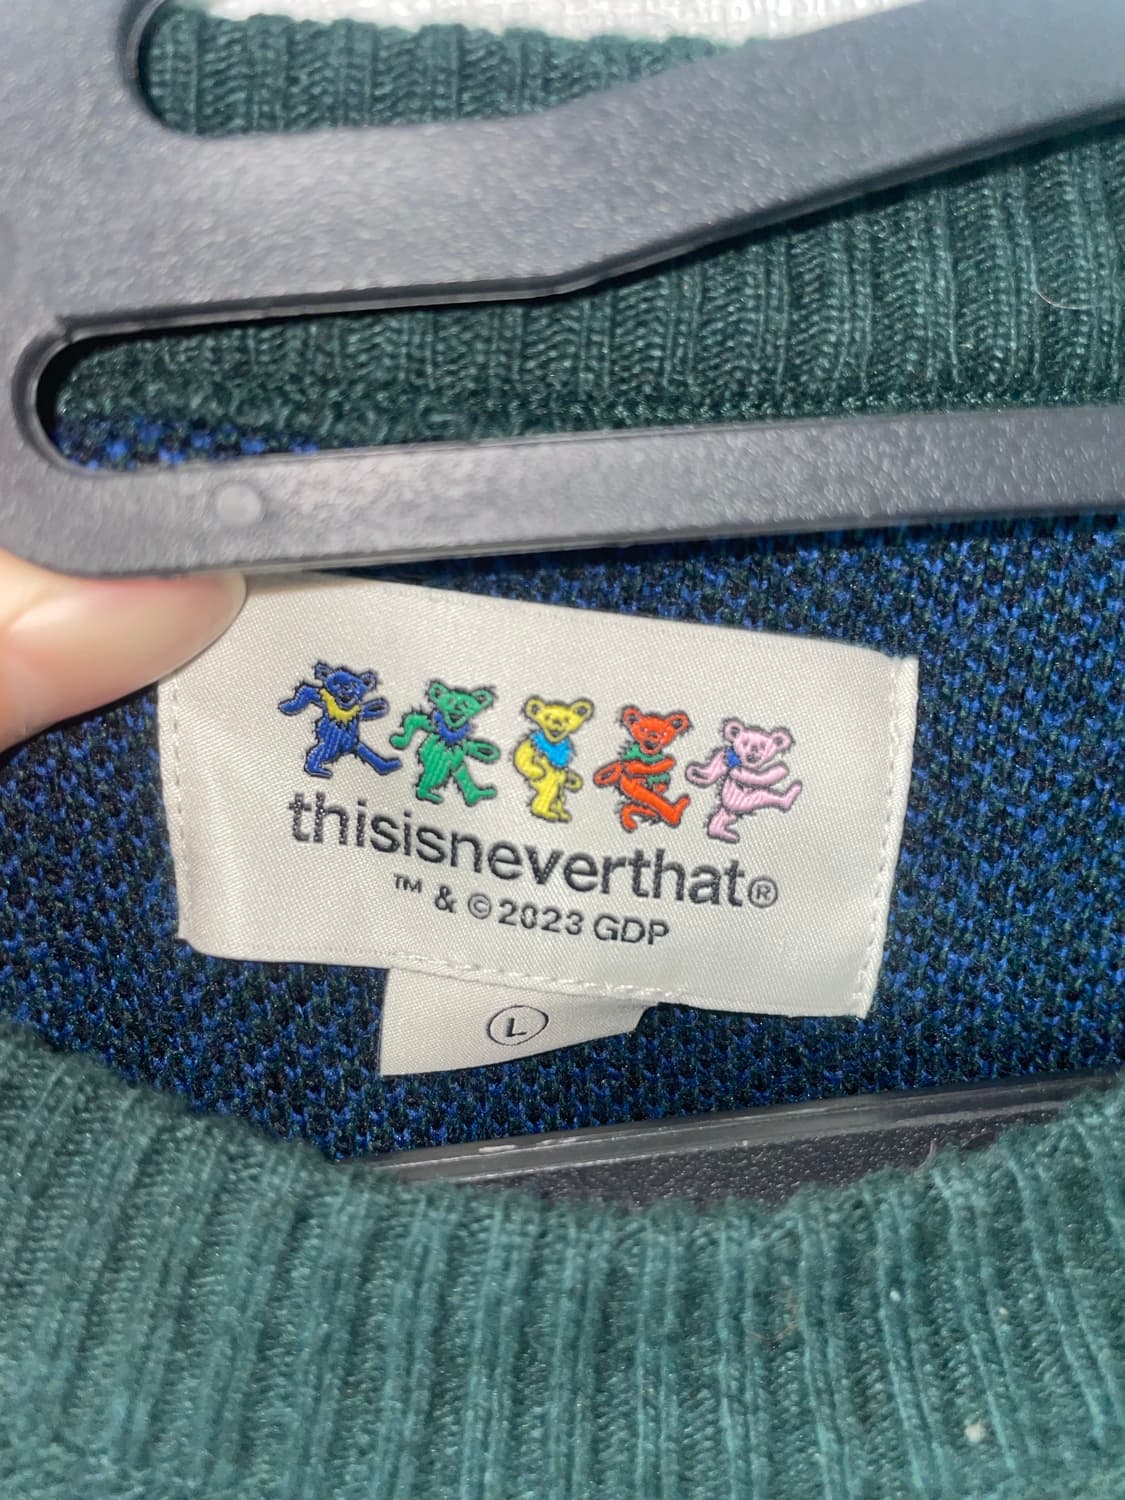 thisisneverthat®
™ & © 2023 GDP
L